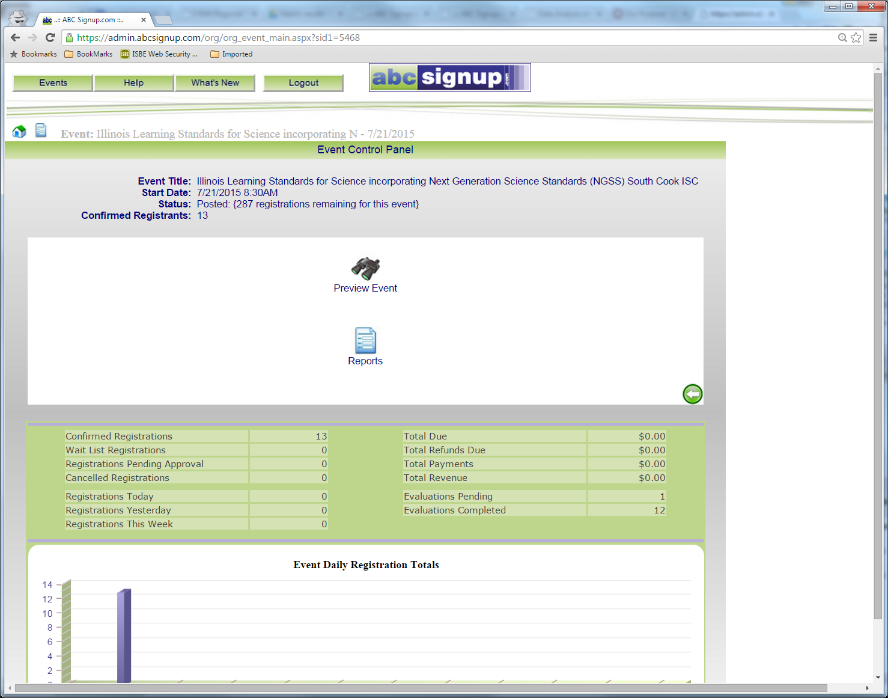 abc ..: ABC Signup.com ::..
https://admin.abcsignup.com/org/org_event_main.aspx?sid1=5468
Bookmarks BookMarks ISBE Web Security ... Imported
Events Help What's New Logout abc signup
Event: Illinois Learning Standards for Science incorporating N - 7/21/2015
Event Control Panel
Event Title: Illinois Learning Standards for Science incorporating Next Generation Science Standards (NGSS) South Cook ISC
Start Date: 7/21/2015 8:30AM
Status: Posted: {287 registrations remaining for this event}
Confirmed Registrants: 13
Preview Event
Reports
Confirmed Registrations 13 Total Due $0.00
Wait List Registrations 0 Total Refunds Due $0.00
Registrations Pending Approval 0 Total Payments $0.00
Cancelled Registrations 0 Total Revenue $0.00
Registrations Today 0 Evaluations Pending 1
Registrations Yesterday 0 Evaluations Completed 12
Registrations This Week 0
Event Daily Registration Totals
14
12
10
8
6
4
2